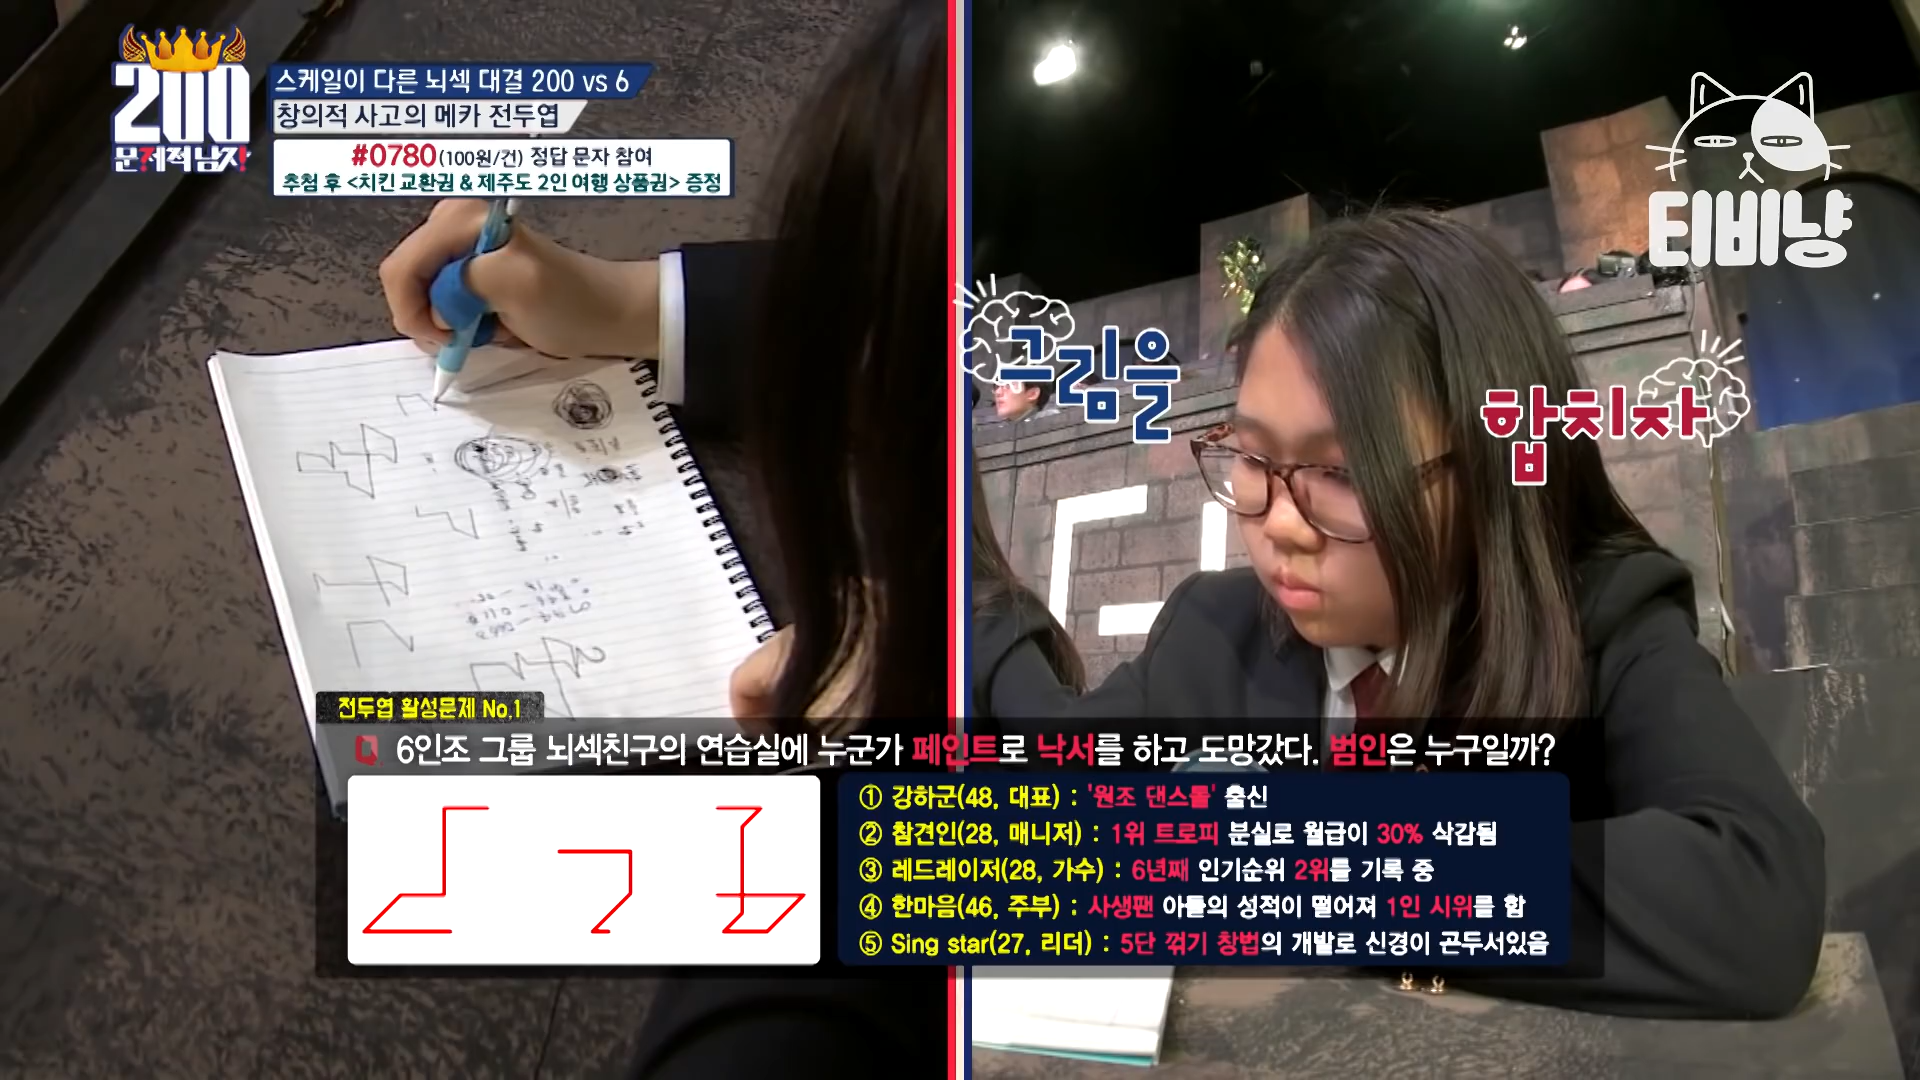 200
문제적남자
스케일이 다른 뇌섹 대결 200 vs 6
창의적 사고의 메카 전두엽
#0780(100원/건) 정답 문자 참여
추첨 후 <치킨 교환권 & 제주도 2인 여행 상품권> 증정
티비냥
그림을
합치자
전두엽 활성문제 No.1
Q. 6인조 그룹 뇌섹친구의 연습실에 누군가 페인트로 낙서를 하고 도망갔다. 범인은 누구일까?
① 강하군(48, 대표) : '원조 댄스돌' 출신
② 참견인(28, 매니저) : 1위 트로피 분실로 월급이 30% 삭감됨
③ 레드레이저(28, 가수) : 6년째 인기순위 2위를 기록 중
④ 한마음(46, 주부) : 사생팬 아들의 성적이 떨어져 1인 시위를 함
⑤ Sing star(27, 리더) : 5단 꺾기 창법의 개발로 신경이 곤두서있음